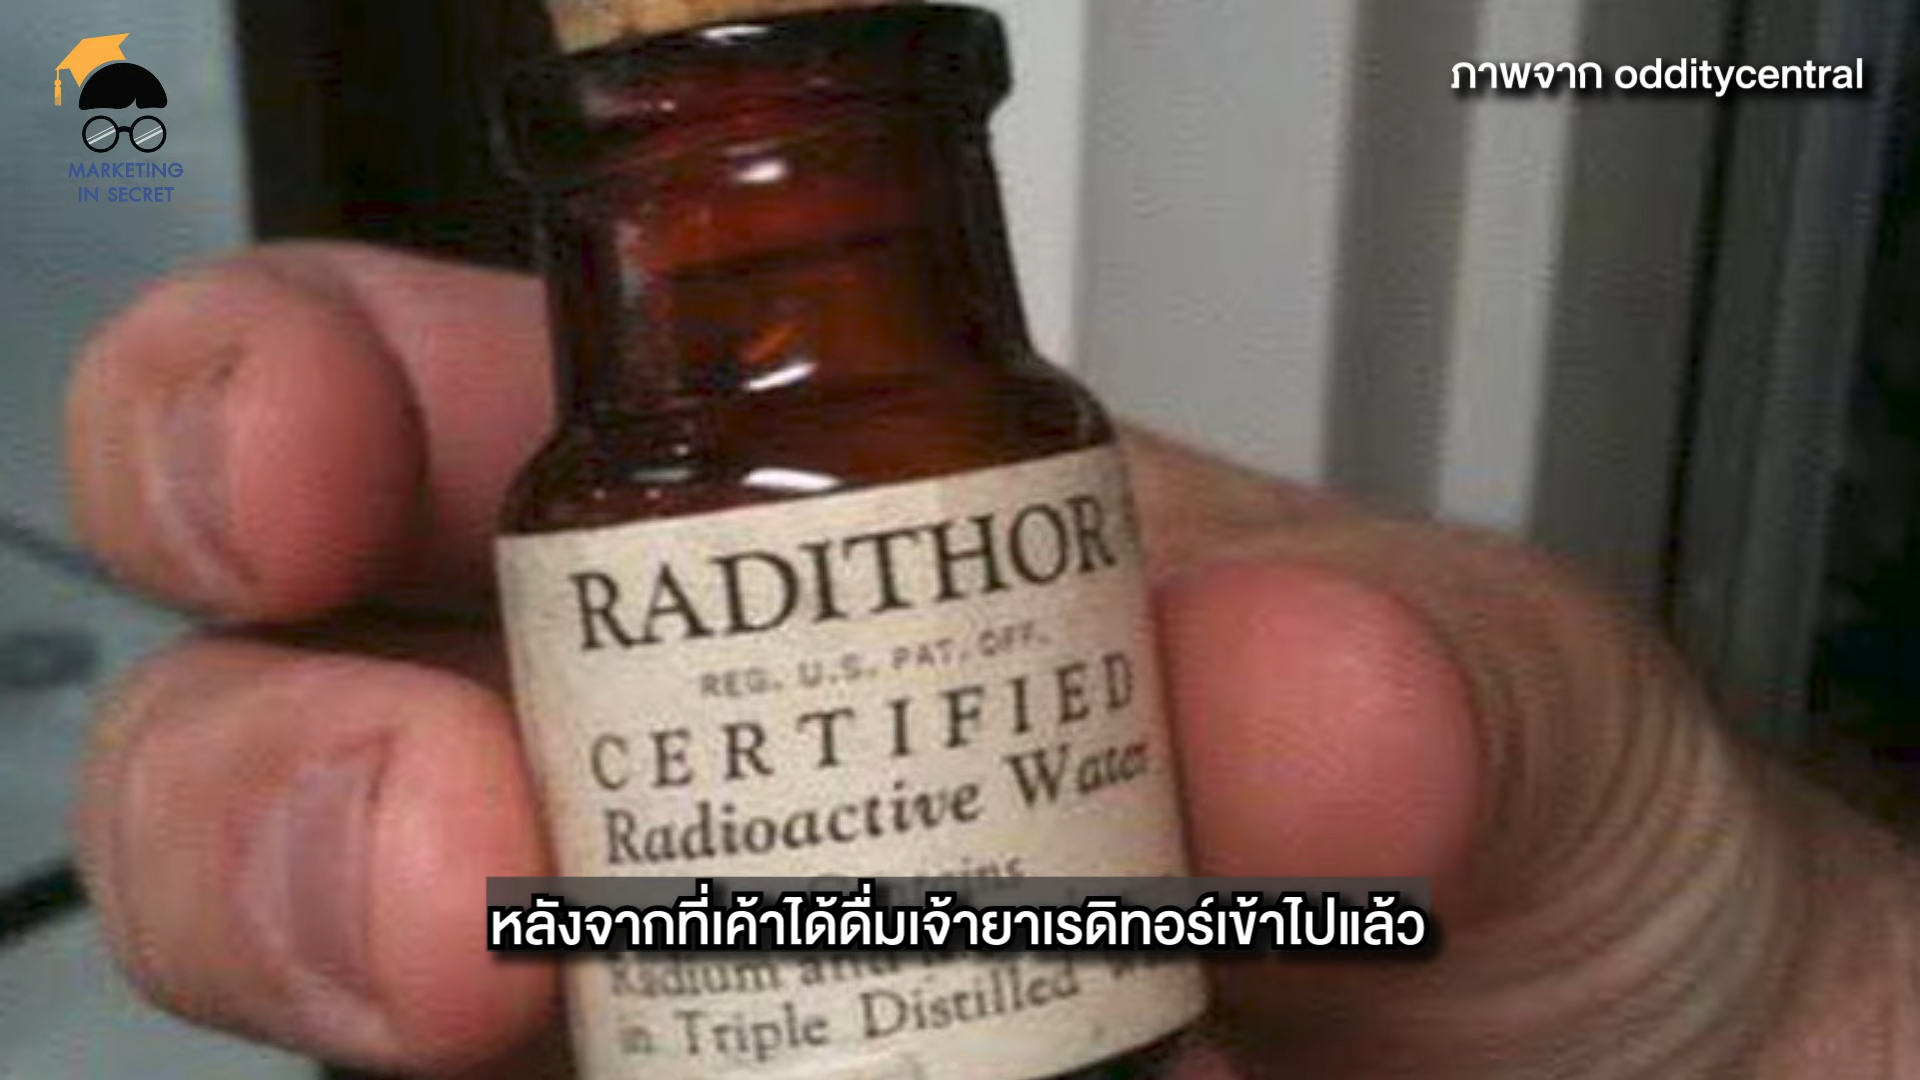 MARKETING
IN SECRET
ภาพจาก odditycentral
RADITHOR
REG. U.S. PAT. OFF.
CERTIFIED
Radioactive Water
หลังจากที่เค้าได้ดื่มเจ้ายาเรดิทอร์เข้าไปแล้ว
Radium and
in Triple Distilled